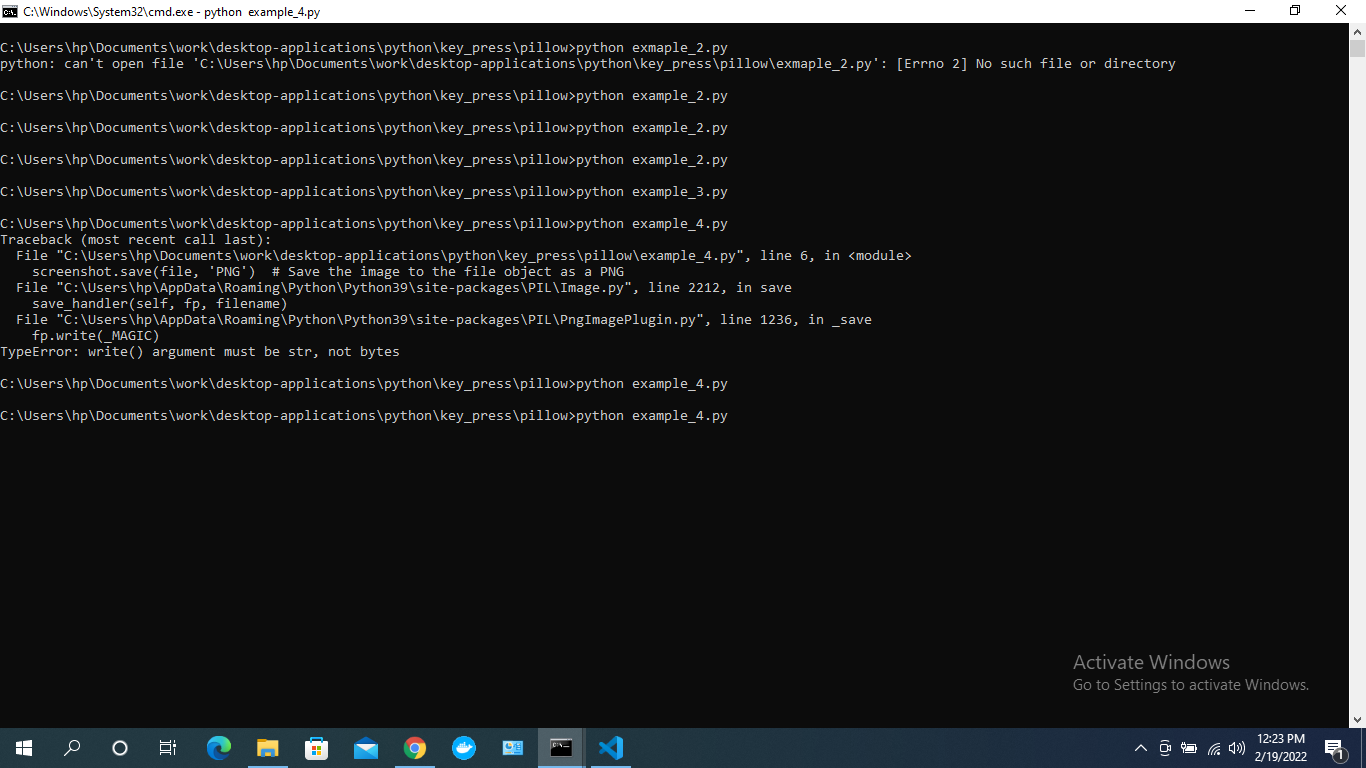 C:\Windows\System32\cmd.exe - python  example_4.py
C:\Users\hp\Documents\work\desktop-applications\python\key_press\pillow>python exmaple_2.py
python: can't open file 'C:\Users\hp\Documents\work\desktop-applications\python\key_press\pillow\exmaple_2.py': [Errno 2] No such file or directory
C:\Users\hp\Documents\work\desktop-applications\python\key_press\pillow>python example_2.py
C:\Users\hp\Documents\work\desktop-applications\python\key_press\pillow>python example_2.py
C:\Users\hp\Documents\work\desktop-applications\python\key_press\pillow>python example_2.py
C:\Users\hp\Documents\work\desktop-applications\python\key_press\pillow>python example_3.py
C:\Users\hp\Documents\work\desktop-applications\python\key_press\pillow>python example_4.py
Traceback (most recent call last):
  File "C:\Users\hp\Documents\work\desktop-applications\python\key_press\pillow\example_4.py", line 6, in <module>
    screenshot.save(file, 'PNG')  # Save the image to the file object as a PNG
  File "C:\Users\hp\AppData\Roaming\Python\Python39\site-packages\PIL\Image.py", line 2212, in save
    save_handler(self, fp, filename)
  File "C:\Users\hp\AppData\Roaming\Python\Python39\site-packages\PIL\PngImagePlugin.py", line 1236, in _save
    fp.write(_MAGIC)
TypeError: write() argument must be str, not bytes
C:\Users\hp\Documents\work\desktop-applications\python\key_press\pillow>python example_4.py
C:\Users\hp\Documents\work\desktop-applications\python\key_press\pillow>python example_4.py
Activate Windows
Go to Settings to activate Windows.
12:23 PM
2/19/2022
1